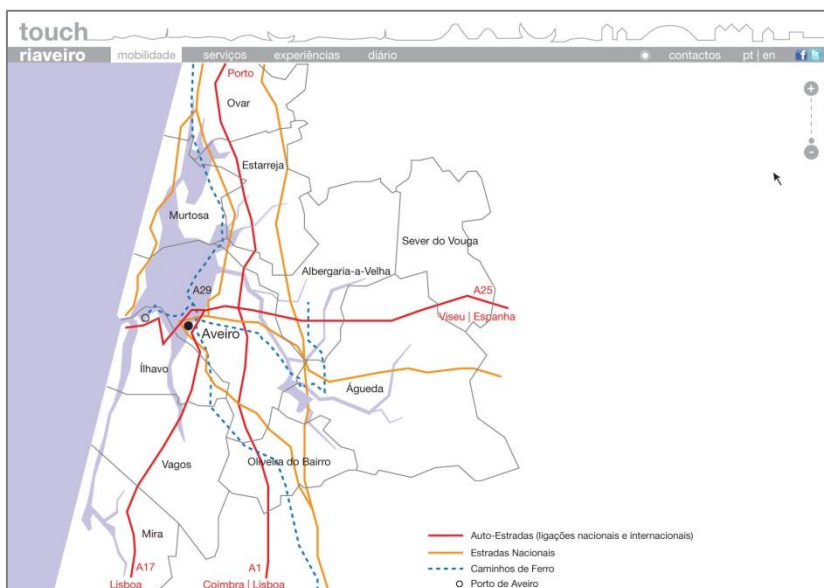 touch
riaveiro mobilidade serviços experiências diário contactos pt | en
Porto
Ovar
Estarreja
Murtosa
Sever do Vouga
Albergaria-a-Velha
A29
A25
Viseu | Espanha
Aveiro
Ílhavo
Águeda
Oliveira do Bairro
Vagos
Mira
A17
A1
Lisboa
Coimbra | Lisboa
Auto-Estradas (ligações nacionais e internacionais)
Estradas Nacionais
Caminhos de Ferro
Porto de Aveiro